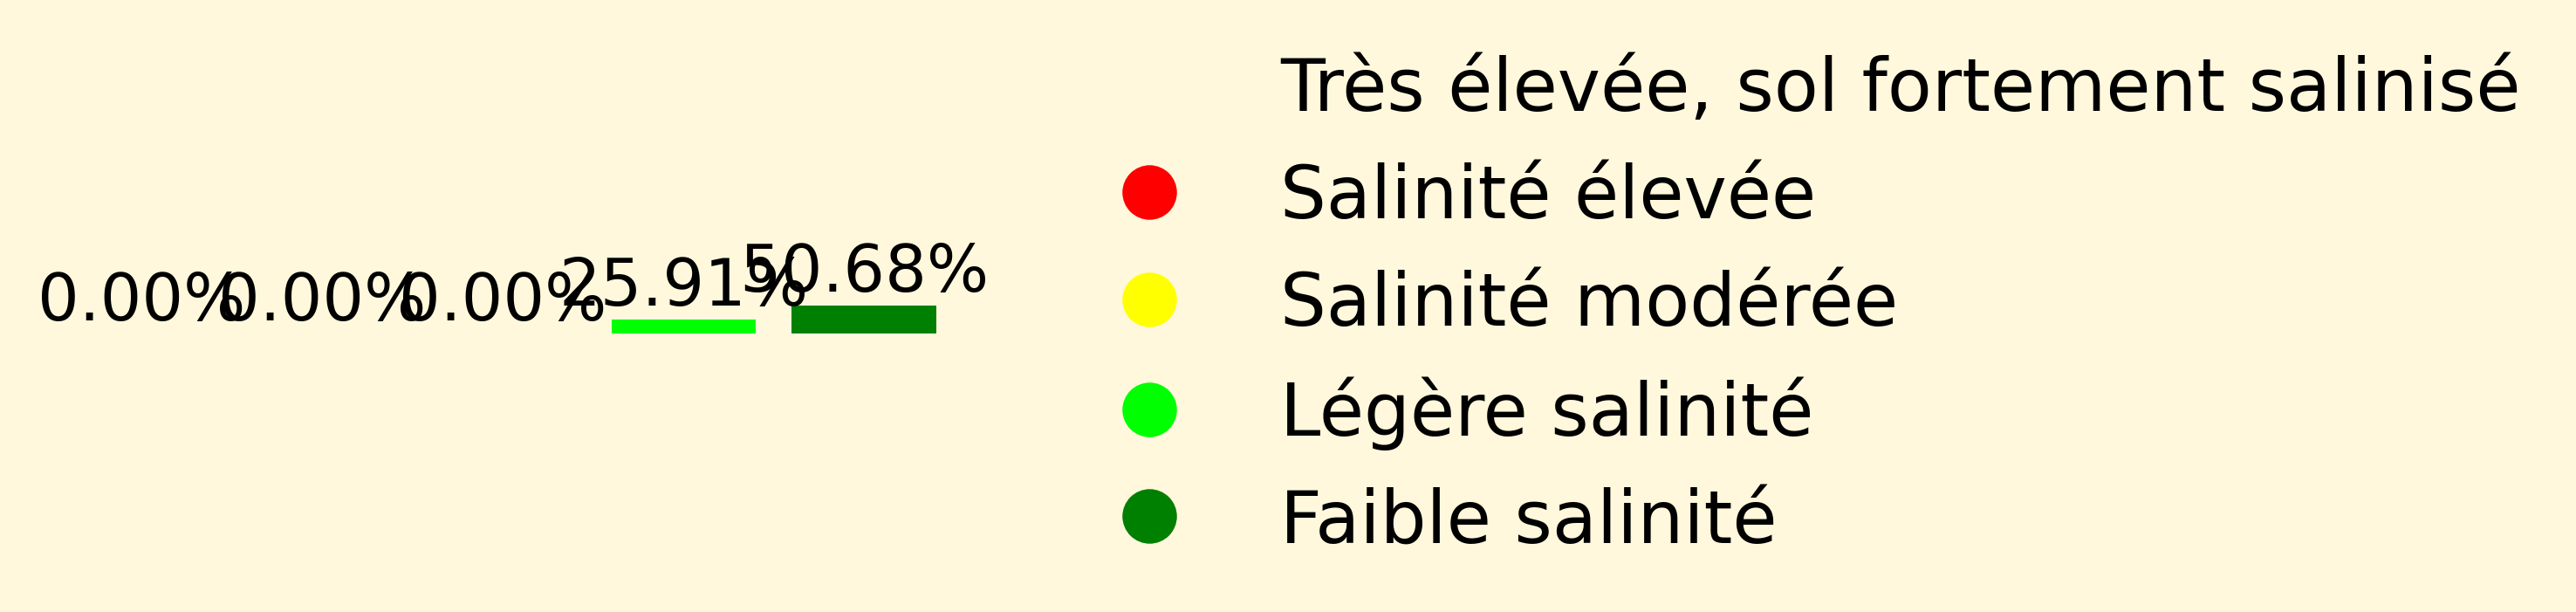 0.00% 0.00% 0.00% 25.91% 50.68%
Très élevée, sol fortement salinisé
Salinité élevée
Salinité modérée
Légère salinité
Faible salinité